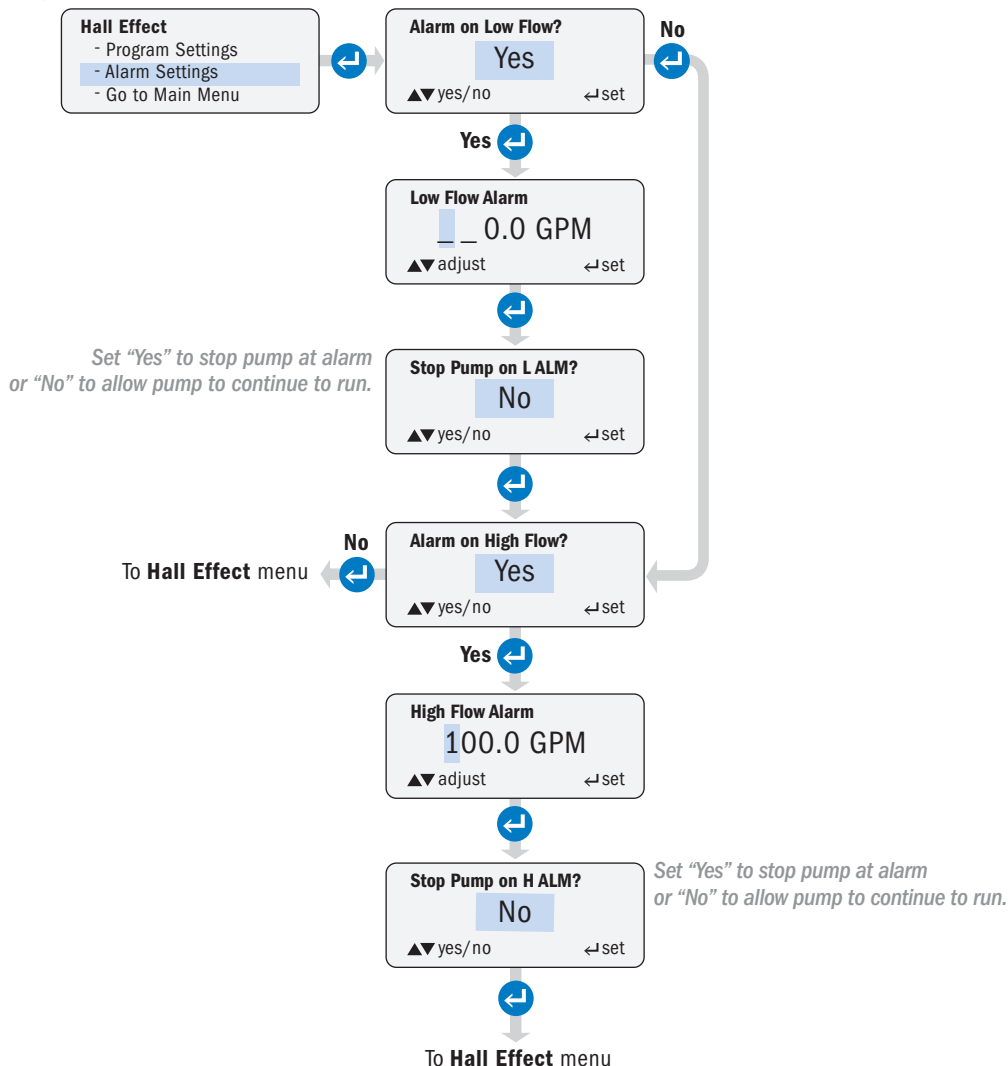 Hall Effect
- Program Settings
- Alarm Settings
- Go to Main Menu
Alarm on Low Flow?
Yes
▲▼ yes/no ↵ set
No
Yes
Low Flow Alarm
_ _ 0.0 GPM
▲▼ adjust ↵ set
Set “Yes” to stop pump at alarm
or “No” to allow pump to continue to run.
Stop Pump on L ALM?
No
▲▼ yes/no ↵ set
Alarm on High Flow?
Yes
▲▼ yes/no ↵ set
No
To Hall Effect menu
Yes
High Flow Alarm
100.0 GPM
▲▼ adjust ↵ set
Stop Pump on H ALM?
No
▲▼ yes/no ↵ set
Set “Yes” to stop pump at alarm
or “No” to allow pump to continue to run.
To Hall Effect menu